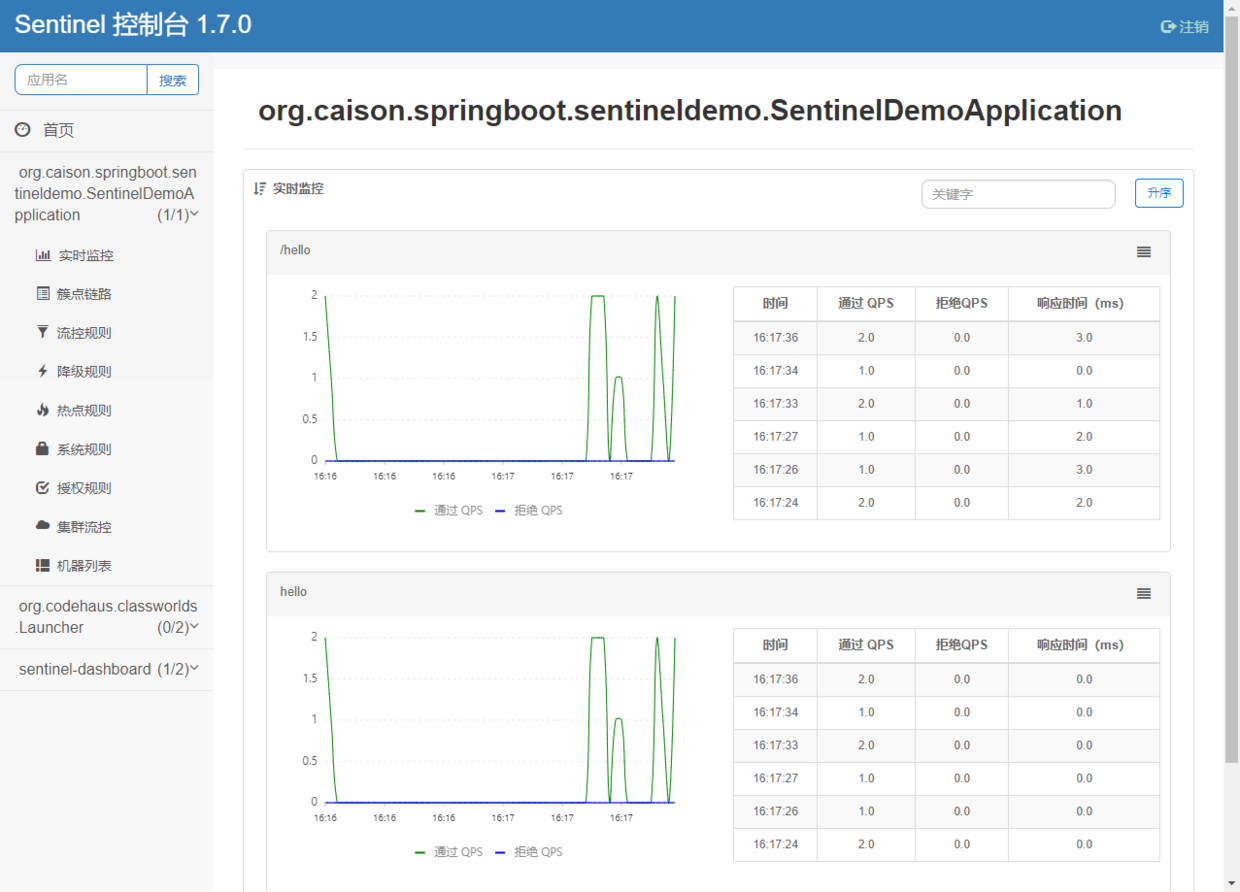 Sentinel 控制台 1.7.0
注销
应用名
搜索
首页
org.caison.springboot.sen
tineldemo.SentinelDemoA
pplication (1/1)
实时监控
簇点链路
流控规则
降级规则
热点规则
系统规则
授权规则
集群流控
机器列表
org.codehaus.classworlds
.Launcher (0/2)
sentinel-dashboard (1/2)
org.caison.springboot.sentineldemo.SentinelDemoApplication
实时监控
关键字
升序
/hello
2
1.5
1
0.5
0
16:16 16:16 16:16 16:17 16:17 16:17
通过 QPS 拒绝 QPS
时间 通过 QPS 拒绝QPS 响应时间（ms）
16:17:36 2.0 0.0 3.0
16:17:34 1.0 0.0 0.0
16:17:33 2.0 0.0 1.0
16:17:27 1.0 0.0 2.0
16:17:26 1.0 0.0 3.0
16:17:24 2.0 0.0 2.0
hello
2
1.5
1
0.5
0
16:16 16:16 16:16 16:17 16:17 16:17
通过 QPS 拒绝 QPS
时间 通过 QPS 拒绝QPS 响应时间（ms）
16:17:36 2.0 0.0 0.0
16:17:34 1.0 0.0 0.0
16:17:33 2.0 0.0 0.0
16:17:27 1.0 0.0 0.0
16:17:26 1.0 0.0 0.0
16:17:24 2.0 0.0 0.0